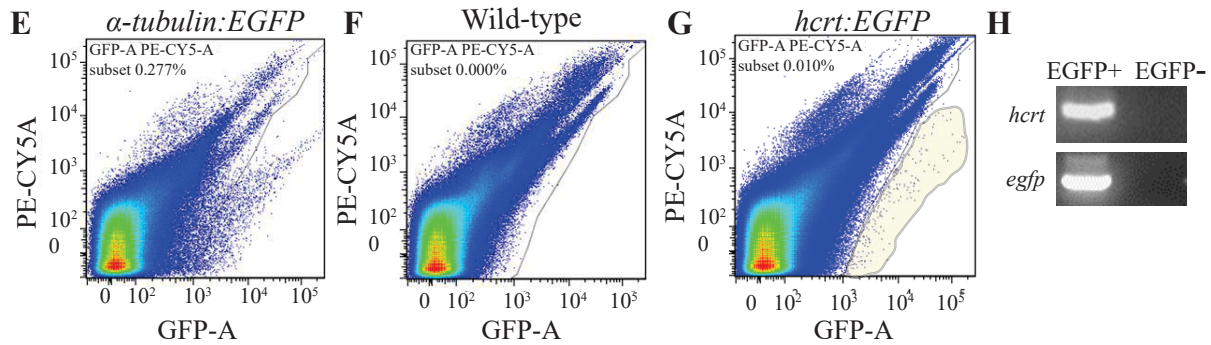 E α-tubulin:EGFP
GFP-A PE-CY5-A
subset 0.277%
PE-CY5A
10⁵
10⁴
10³
10²
0
0 10² 10³ 10⁴ 10⁵
GFP-A
F Wild-type
GFP-A PE-CY5-A
subset 0.000%
PE-CY5A
10⁵
10⁴
10³
10²
0
0 10² 10³ 10⁴ 10⁵
GFP-A
G hcrt:EGFP
GFP-A PE-CY5-A
subset 0.010%
PE-CY5A
10⁵
10⁴
10³
10²
0
0 10² 10³ 10⁴ 10⁵
GFP-A
H
EGFP+ EGFP-
hcrt
egfp